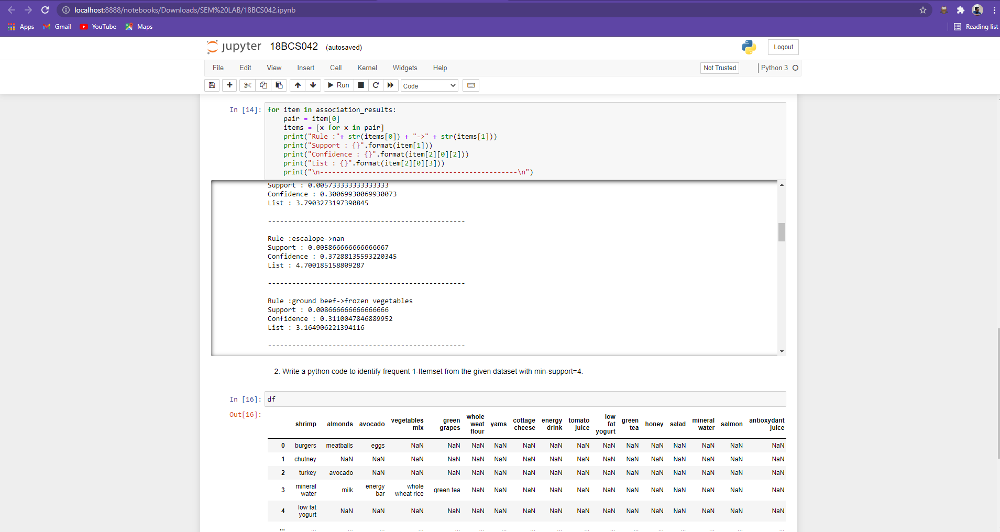 localhost:8888/notebooks/Downloads/SEM%20LAB/18BCS042.ipynb
Apps Gmail YouTube Maps Reading list
jupyter 18BCS042 (autosaved) Logout
File Edit View Insert Cell Kernel Widgets Help Not Trusted Python 3
Run Code
In [14]: for item in association_results:
    pair = item[0]
    items = [x for x in pair]
    print("Rule :"+ str(items[0]) + "->" + str(items[1]))
    print("Support : {}".format(item[1]))
    print("Confidence : {}".format(item[2][0][2]))
    print("List : {}".format(item[2][0][3]))
    print("\n-------------------------------------------------\n")
Support : 0.005733333333333333
Confidence : 0.30069930069930073
List : 3.7903273197390845
-------------------------------------------------
Rule :escalope->nan
Support : 0.005866666666666667
Confidence : 0.37288135593220345
List : 4.700185158809287
-------------------------------------------------
Rule :ground beef->frozen vegetables
Support : 0.008666666666666666
Confidence : 0.3110047846889952
List : 3.164906221394116
-------------------------------------------------
2. Write a python code to identify frequent 1-Itemset from the given dataset with min-support=4.
In [16]: df
Out[16]:
shrimp almonds avocado vegetables mix green grapes whole weat flour yams cottage cheese energy drink tomato juice low fat yogurt green tea honey salad mineral water salmon antioxydant juice
0 burgers meatballs eggs NaN NaN NaN NaN NaN NaN NaN NaN NaN NaN NaN NaN NaN NaN
1 chutney NaN NaN NaN NaN NaN NaN NaN NaN NaN NaN NaN NaN NaN NaN NaN NaN
2 turkey avocado NaN NaN NaN NaN NaN NaN NaN NaN NaN NaN NaN NaN NaN NaN NaN
3 mineral water milk energy bar whole wheat rice green tea NaN NaN NaN NaN NaN NaN NaN NaN NaN NaN NaN NaN
4 low fat yogurt NaN NaN NaN NaN NaN NaN NaN NaN NaN NaN NaN NaN NaN NaN NaN NaN
... ... ... ... ... ... ... ... ... ... ... ... ... ... ... ... ... ...